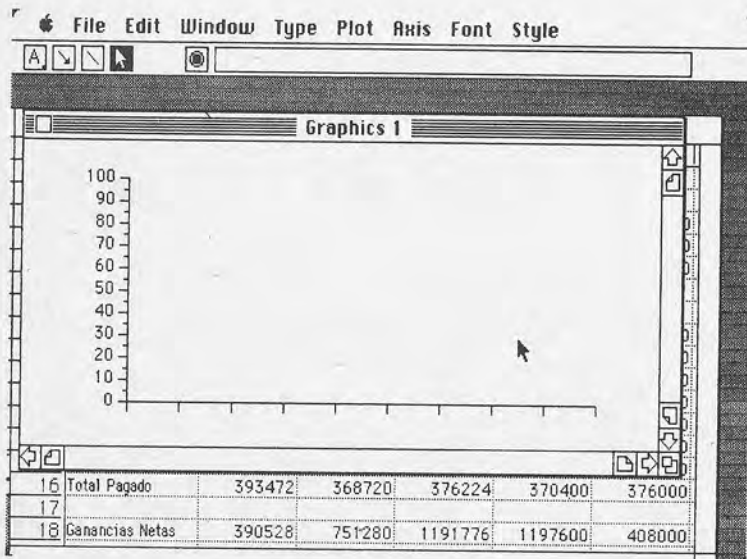 File Edit Window Type Plot Axis Font Style
A
Graphics 1
100
90
80
70
60
50
40
30
20
10
0
16 Total Pagado 393472 368720 376224 370400 376000
17
18 Ganancias Netas 390528 751280 1191776 1197600 408000